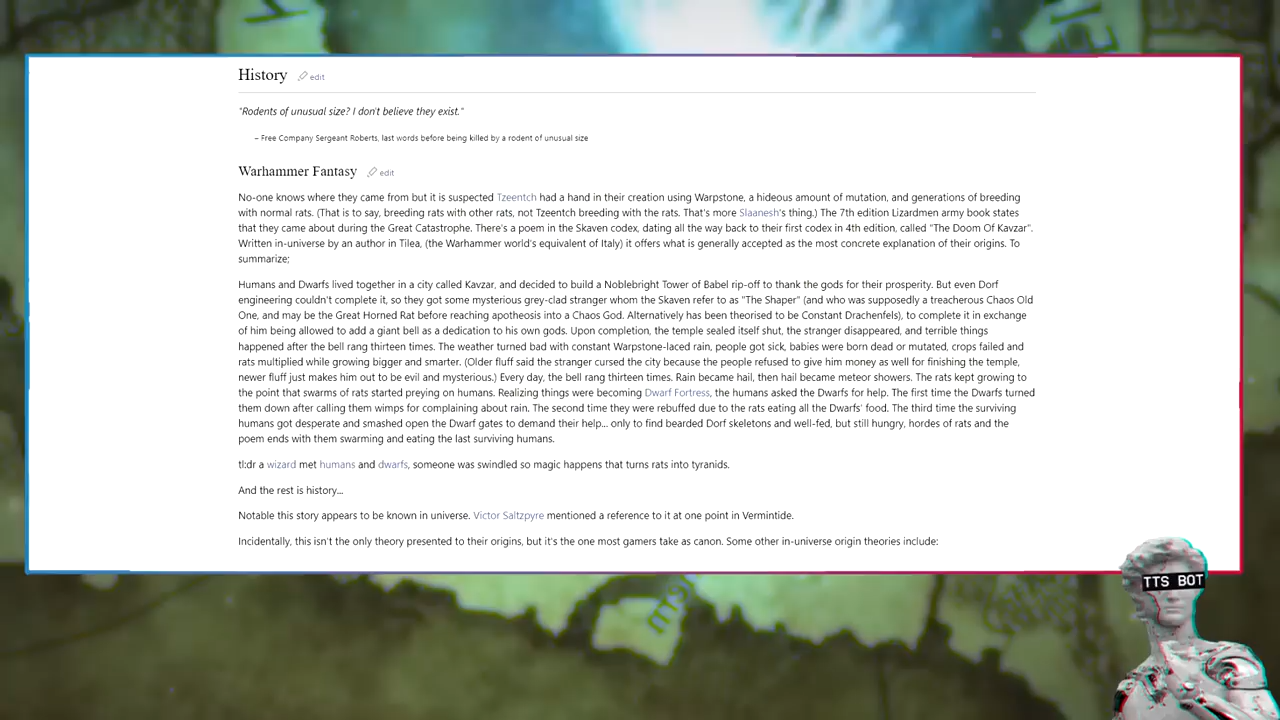 History edit
"Rodents of unusual size? I don't believe they exist."
– Free Company Sergeant Roberts, last words before being killed by a rodent of unusual size
Warhammer Fantasy edit
No-one knows where they came from but it is suspected Tzeentch had a hand in their creation using Warpstone, a hideous amount of mutation, and generations of breeding
with normal rats. (That is to say, breeding rats with other rats, not Tzeentch breeding with the rats. That's more Slaanesh's thing.) The 7th edition Lizardmen army book states
that they came about during the Great Catastrophe. There's a poem in the Skaven codex, dating all the way back to their first codex in 4th edition, called "The Doom Of Kavzar".
Written in-universe by an author in Tilea, (the Warhammer world's equivalent of Italy) it offers what is generally accepted as the most concrete explanation of their origins. To
summarize;
Humans and Dwarfs lived together in a city called Kavzar, and decided to build a Noblebright Tower of Babel rip-off to thank the gods for their prosperity. But even Dorf
engineering couldn't complete it, so they got some mysterious grey-clad stranger whom the Skaven refer to as "The Shaper" (and who was supposedly a treacherous Chaos Old
One, and may be the Great Horned Rat before reaching apotheosis into a Chaos God. Alternatively has been theorised to be Constant Drachenfels), to complete it in exchange
of him being allowed to add a giant bell as a dedication to his own gods. Upon completion, the temple sealed itself shut, the stranger disappeared, and terrible things
happened after the bell rang thirteen times. The weather turned bad with constant Warpstone-laced rain, people got sick, babies were born dead or mutated, crops failed and
rats multiplied while growing bigger and smarter. (Older fluff said the stranger cursed the city because the people refused to give him money as well for finishing the temple,
newer fluff just makes him out to be evil and mysterious.) Every day, the bell rang thirteen times. Rain became hail, then hail became meteor showers. The rats kept growing to
the point that swarms of rats started preying on humans. Realizing things were becoming Dwarf Fortress, the humans asked the Dwarfs for help. The first time the Dwarfs turned
them down after calling them wimps for complaining about rain. The second time they were rebuffed due to the rats eating all the Dwarfs' food. The third time the surviving
humans got desperate and smashed open the Dwarf gates to demand their help... only to find bearded Dorf skeletons and well-fed, but still hungry, hordes of rats and the
poem ends with them swarming and eating the last surviving humans.
tl;dr a wizard met humans and dwarfs, someone was swindled so magic happens that turns rats into tyranids.
And the rest is history...
Notable this story appears to be known in universe. Victor Saltzpyre mentioned a reference to it at one point in Vermintide.
Incidentally, this isn't the only theory presented to their origins, but it's the one most gamers take as canon. Some other in-universe origin theories include:
TTS BOT